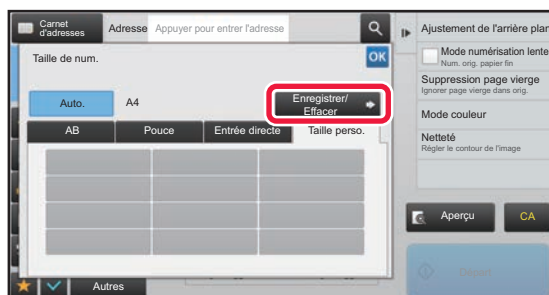 Carnet
d'adresses
Adresse
Appuyer pour entrer l'adresse
Taille de num.
OK
Auto.
A4
Enregistrer/
Effacer
AB
Pouce
Entrée directe
Taille perso.
Autres
Ajustement de l'arrière plan
Mode numérisation lente
Num. orig. papier fin
Suppression page vierge
Ignorer page vierge dans orig.
Mode couleur
Netteté
Régler le contour de l'image
Aperçu
CA
Départ